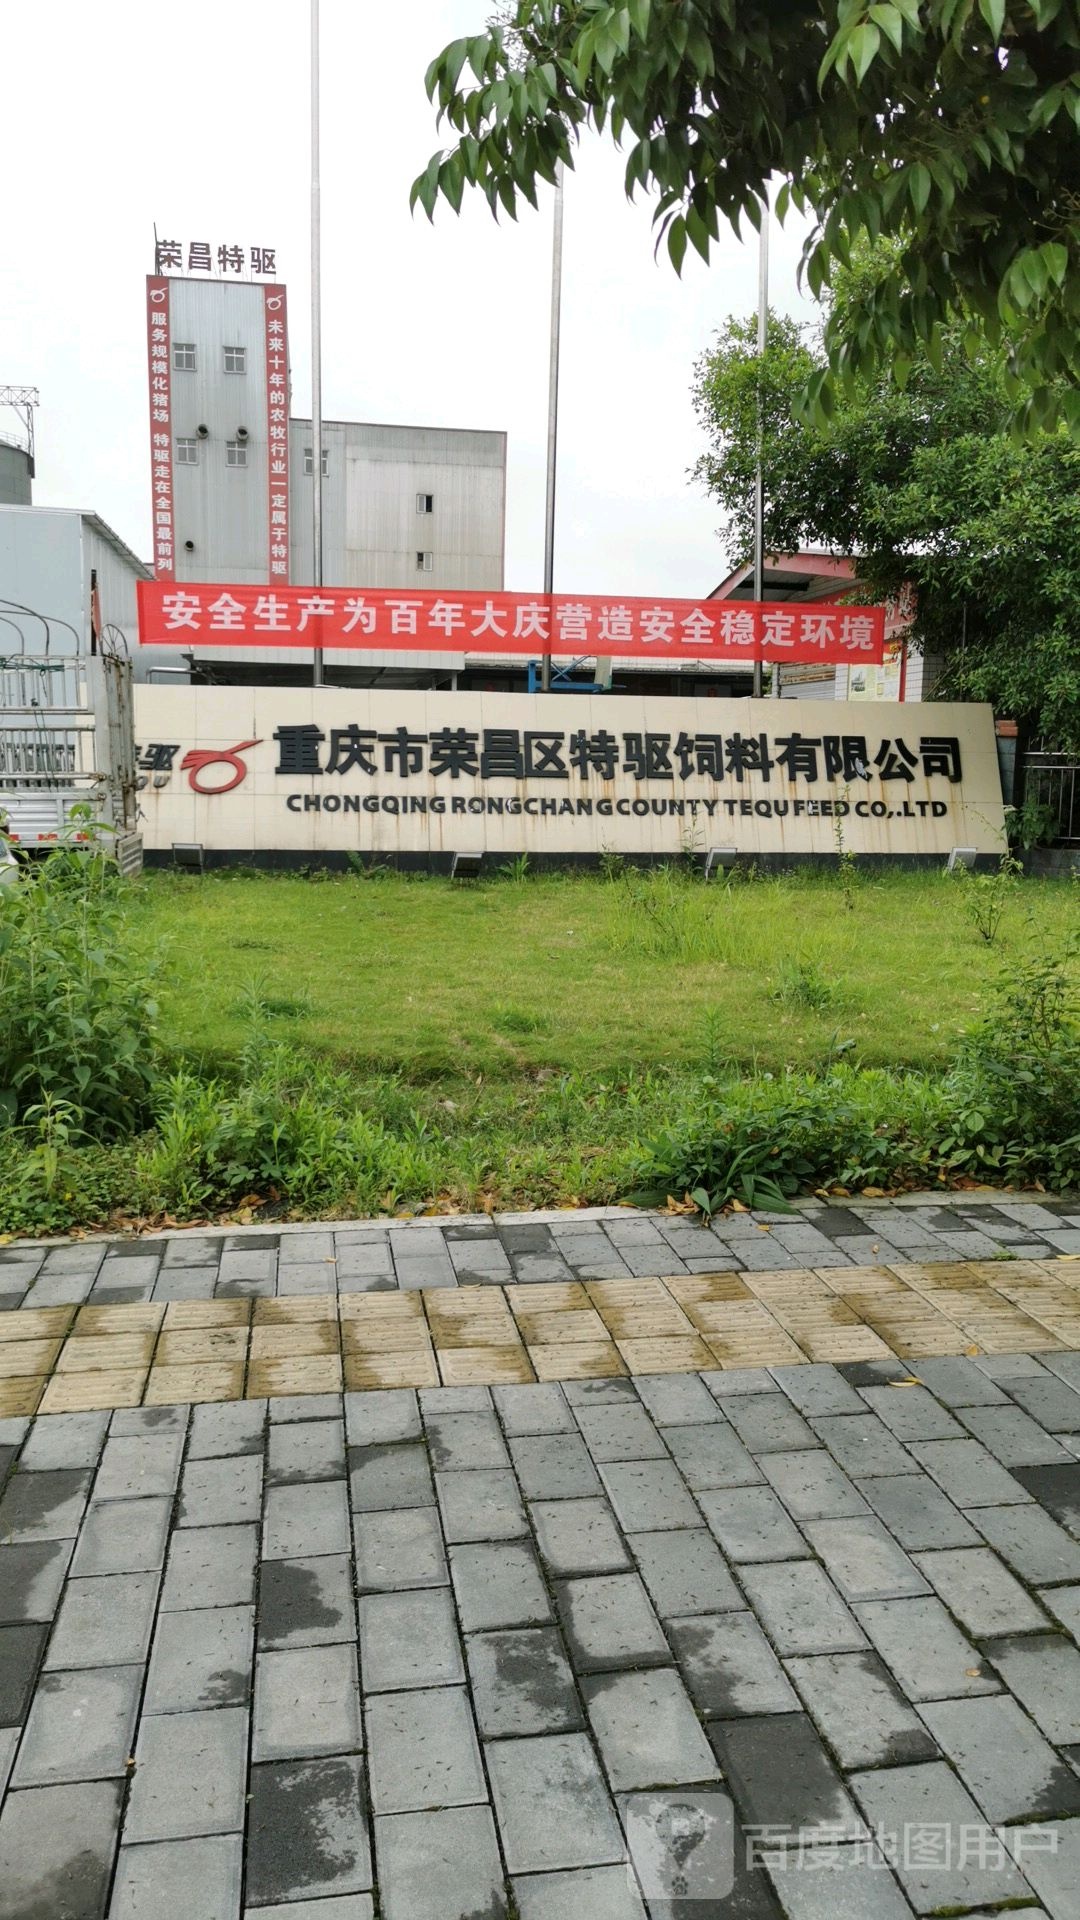 荣昌特驱
服务规模化猪场 特驱走在全国最前列
未来十年的农牧行业一定属于特驱
安全生产为百年大庆营造安全稳定环境
特驱
重庆市荣昌区特驱饲料有限公司
CHONGQING RONGCHANG COUNTY TEQU FEED CO,.LTD
百度地图用户